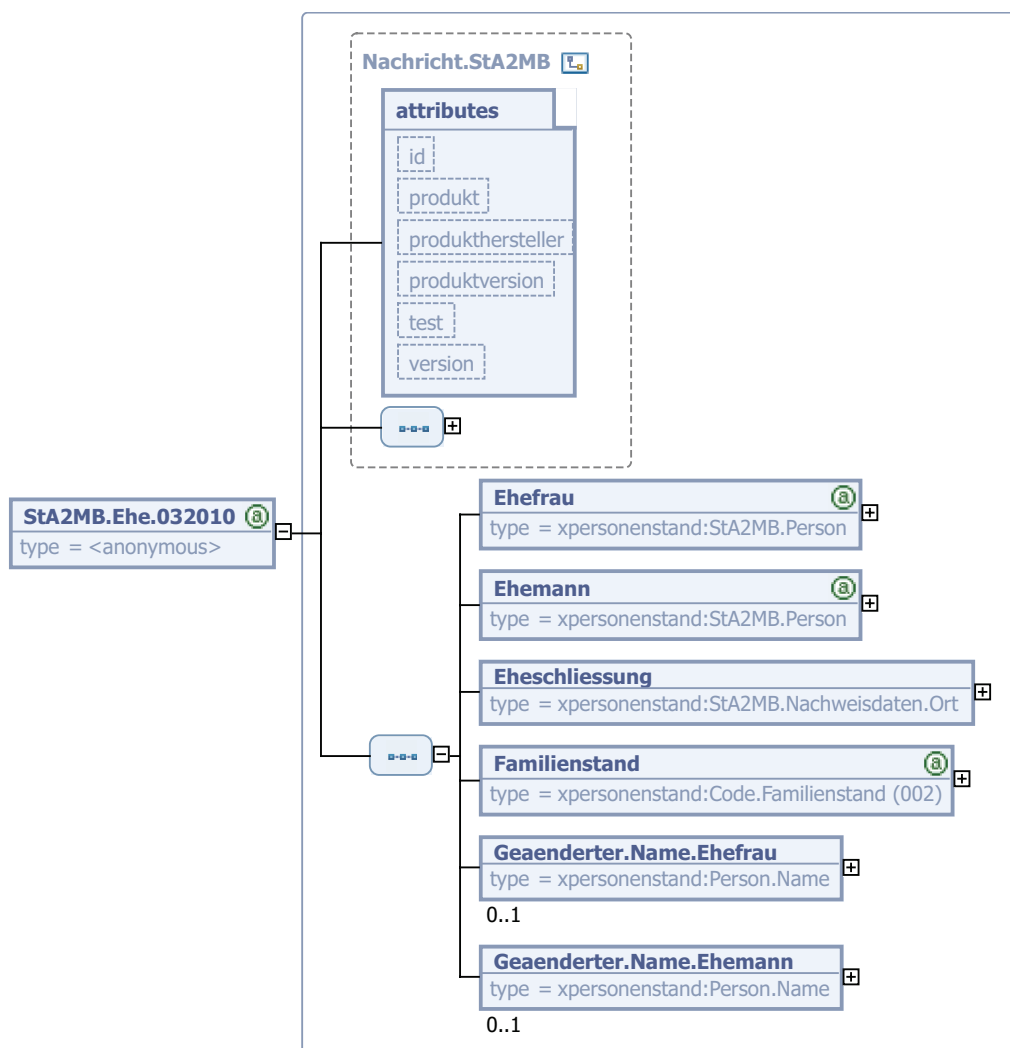 Nachricht.StA2MB
attributes
id
produkt
produkthersteller
produktversion
test
version
StA2MB.Ehe.032010
type = <anonymous>
Ehefrau
type = xpersonenstand:StA2MB.Person
Ehemann
type = xpersonenstand:StA2MB.Person
Eheschliessung
type = xpersonenstand:StA2MB.Nachweisdaten.Ort
Familienstand
type = xpersonenstand:Code.Familienstand (002)
Geaenderter.Name.Ehefrau
type = xpersonenstand:Person.Name
0..1
Geaenderter.Name.Ehemann
type = xpersonenstand:Person.Name
0..1